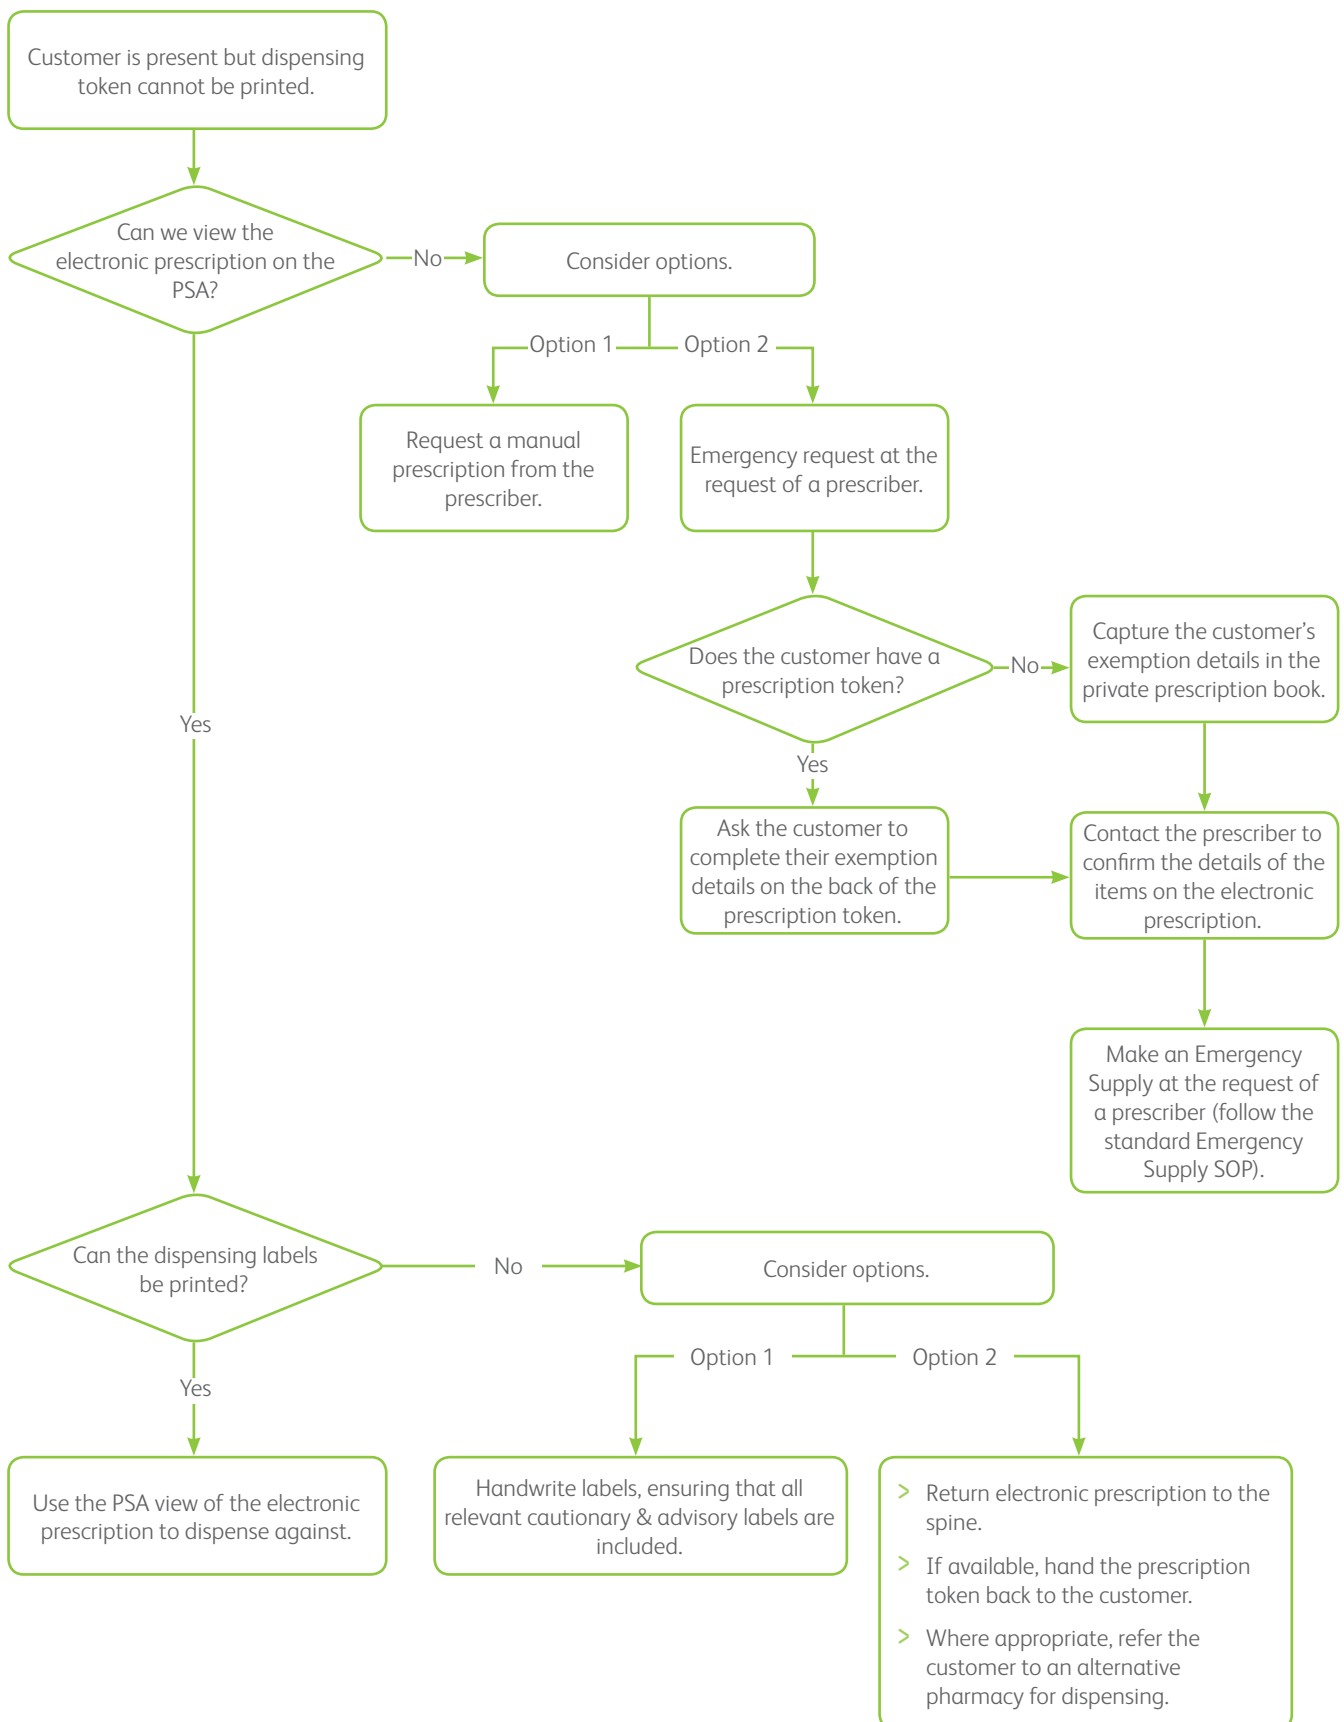 Customer is present but dispensing
token cannot be printed.
Can we view the
electronic prescription on the
PSA?
No
Consider options.
Option 1
Option 2
Request a manual
prescription from the
prescriber.
Emergency request at the
request of a prescriber.
Does the customer have a
prescription token?
No
Capture the customer’s
exemption details in the
private prescription book.
Yes
Yes
Ask the customer to
complete their exemption
details on the back of the
prescription token.
Contact the prescriber to
confirm the details of the
items on the electronic
prescription.
Make an Emergency
Supply at the request of
a prescriber (follow the
standard Emergency
Supply SOP).
Can the dispensing labels
be printed?
No
Consider options.
Option 1
Option 2
Yes
Use the PSA view of the electronic
prescription to dispense against.
Handwrite labels, ensuring that all
relevant cautionary & advisory labels are
included.
> Return electronic prescription to the
spine.
> If available, hand the prescription
token back to the customer.
> Where appropriate, refer the
customer to an alternative
pharmacy for dispensing.